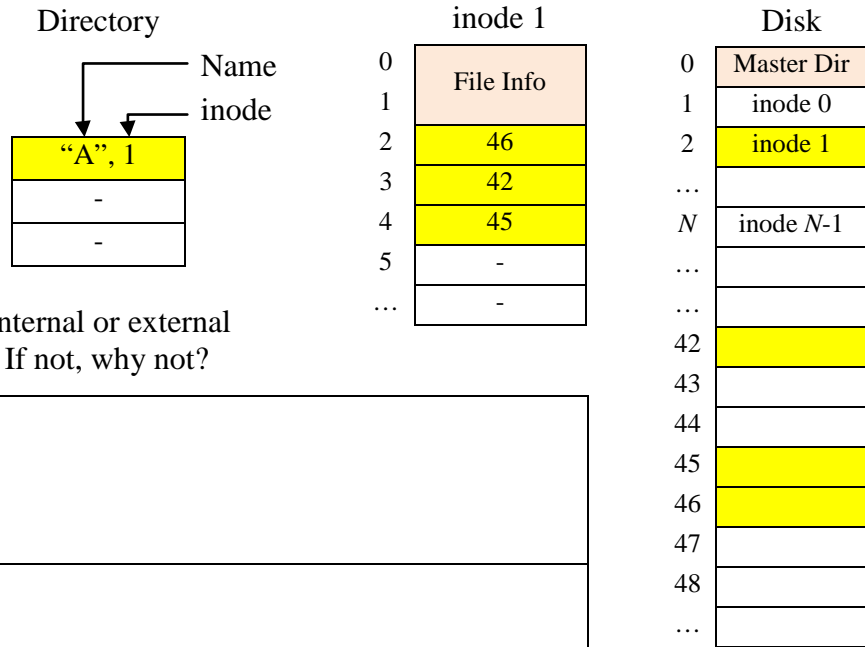 Directory
Name
inode
“A”, 1
-
-
inode 1
0
File Info
1
2 46
3 42
4 45
5 -
… -
Disk
0 Master Dir
1 inode 0
2 inode 1
…
N inode N-1
…
…
42
43
44
45
46
47
48
…
or external
If not, why not?